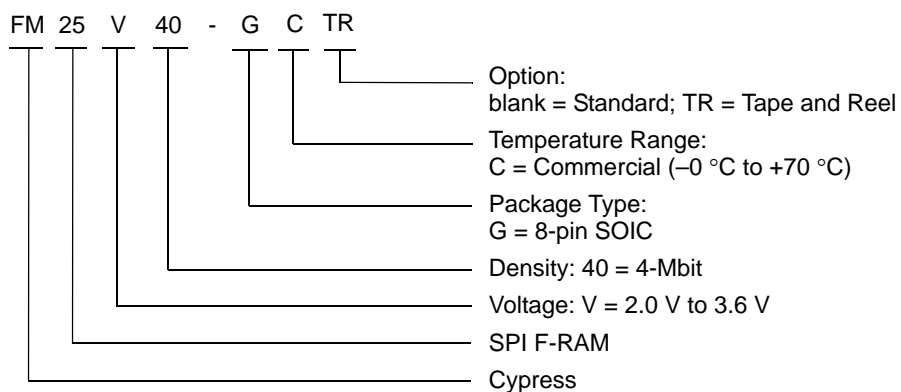 FM 25 V 40 - G C TR
Option:
blank = Standard; TR = Tape and Reel
Temperature Range:
C = Commercial (–0 °C to +70 °C)
Package Type:
G = 8-pin SOIC
Density: 40 = 4-Mbit
Voltage: V = 2.0 V to 3.6 V
SPI F-RAM
Cypress